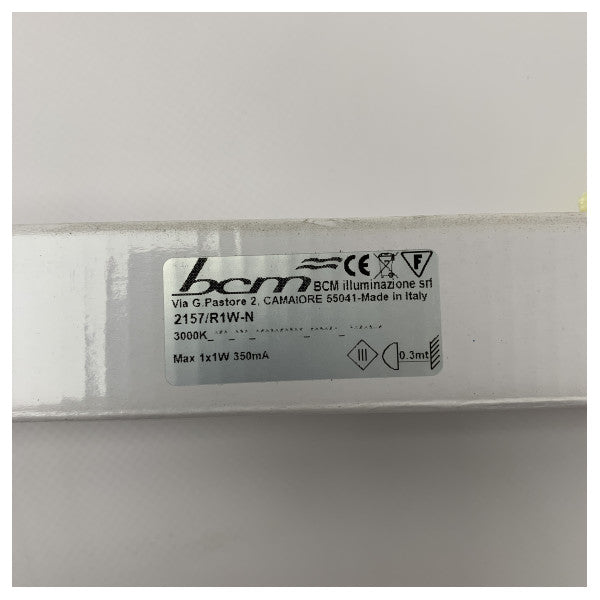 bcm
BCM illuminazione srl
Via G.Pastore 2, CAMAIORE 55041-Made in Italy
2157/R1W-N
3000K
Max 1x1W 350mA
III
0.3mt
CE
F